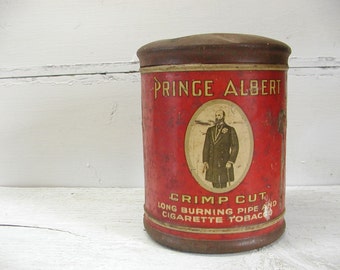 PRINCE ALBERT
CRIMP CUT
LONG BURNING PIPE AND
CIGARETTE TOBACCO